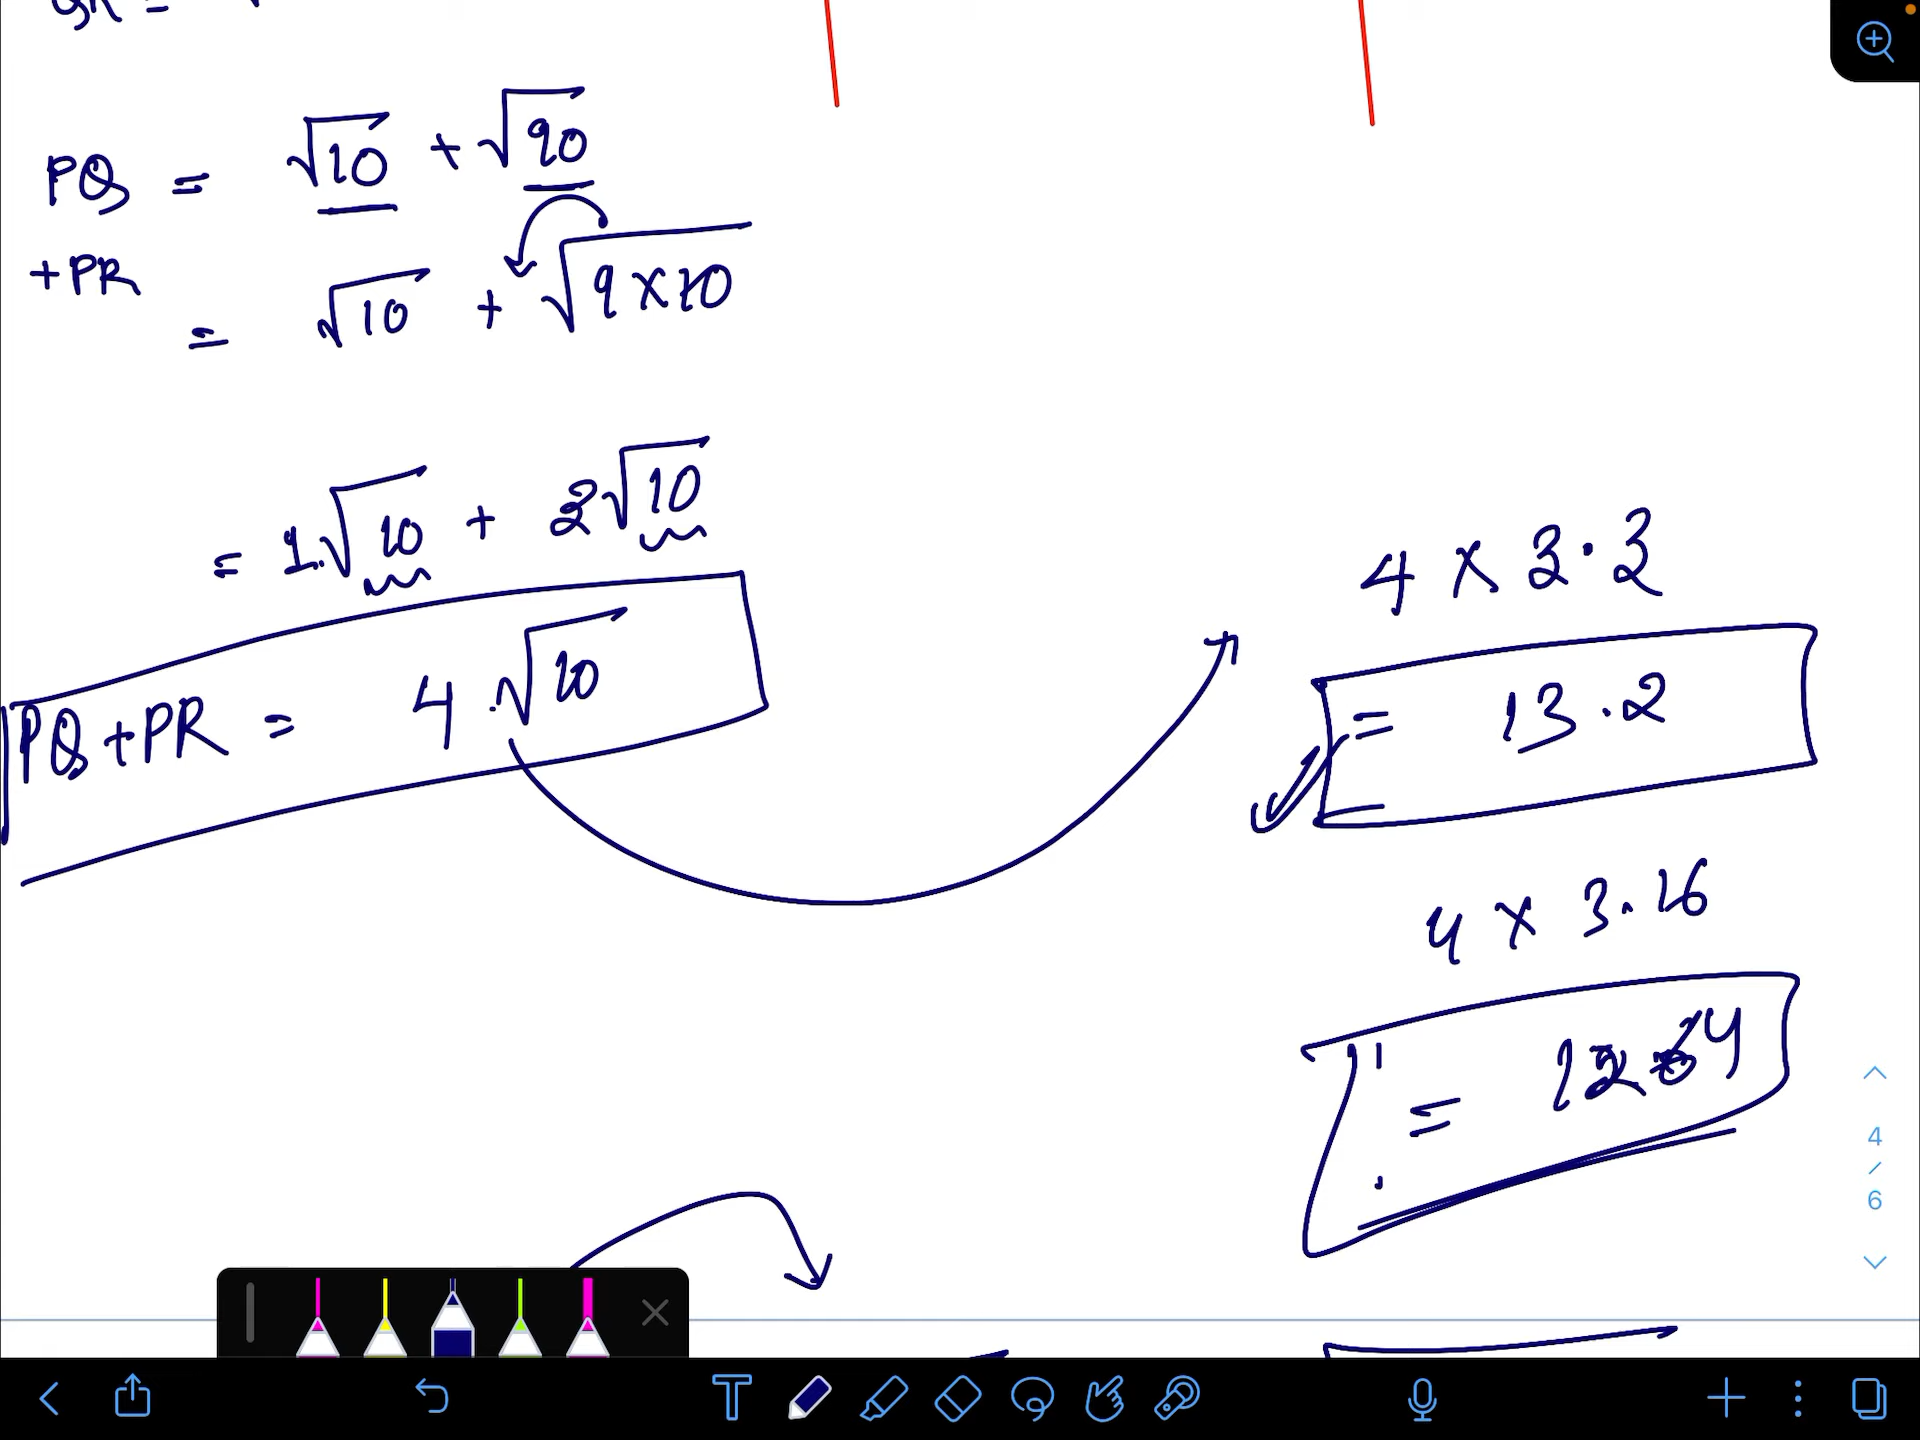 PQ = √10 + √90
+PR
= √10 + √9×10
= 1.√10 + 3√10
PQ+PR = 4.√10
4 × 3.3
= 13.2
4 × 3.16
= 12.64
4
/
6
T